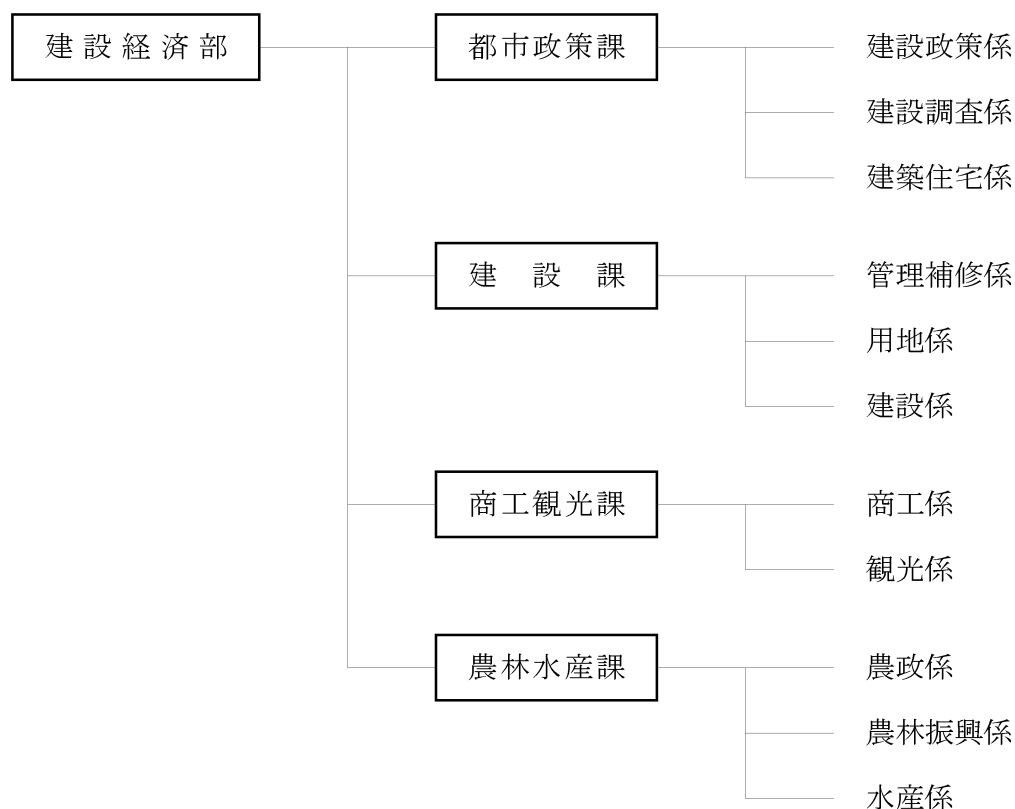 建設経済部
都市政策課
建設政策係
建設調査係
建築住宅係
建設課
管理補修係
用地係
建設係
商工観光課
商工係
観光係
農林水産課
農政係
農林振興係
水産係